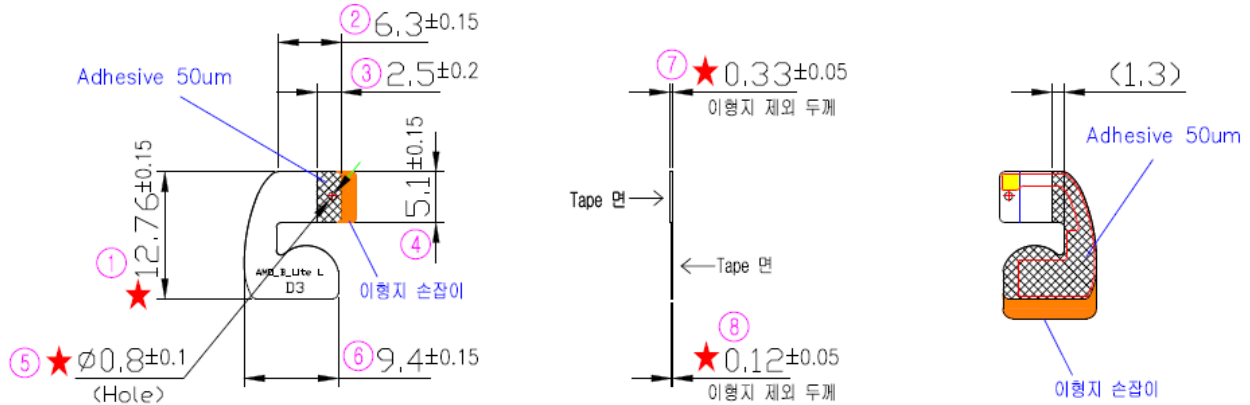 ② 6.3±0.15
③ 2.5±0.2
Adhesive 50um
① ★ 12.76±0.15
5.1±0.15
④
AMB_B_Lite L
D3
이형지 손잡이
⑤ ★ Ø0.8±0.1
(Hole)
⑥ 9.4±0.15
⑦ ★ 0.33±0.05
이형지 제외 두께
Tape 면
Tape 면
⑧
★ 0.12±0.05
이형지 제외 두께
(1.3)
Adhesive 50um
이형지 손잡이